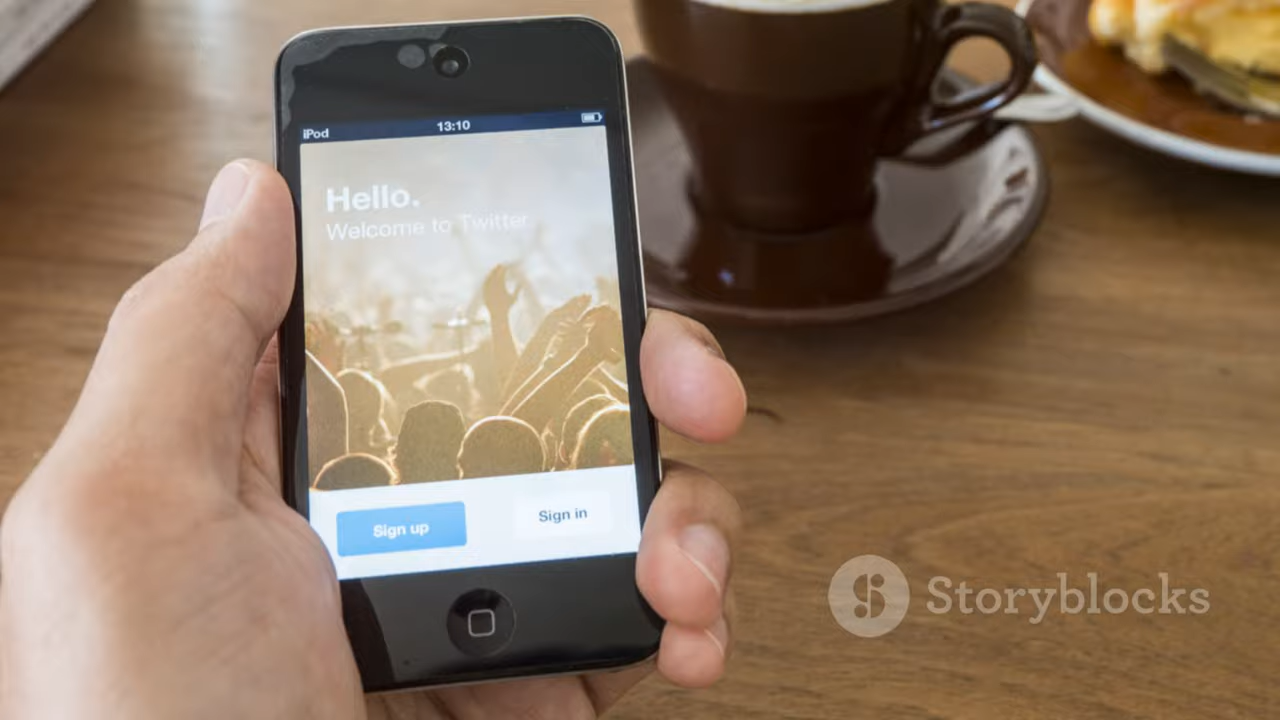 iPod 13:10
Hello.
Welcome to Twitter
Sign up Sign in
Storyblocks